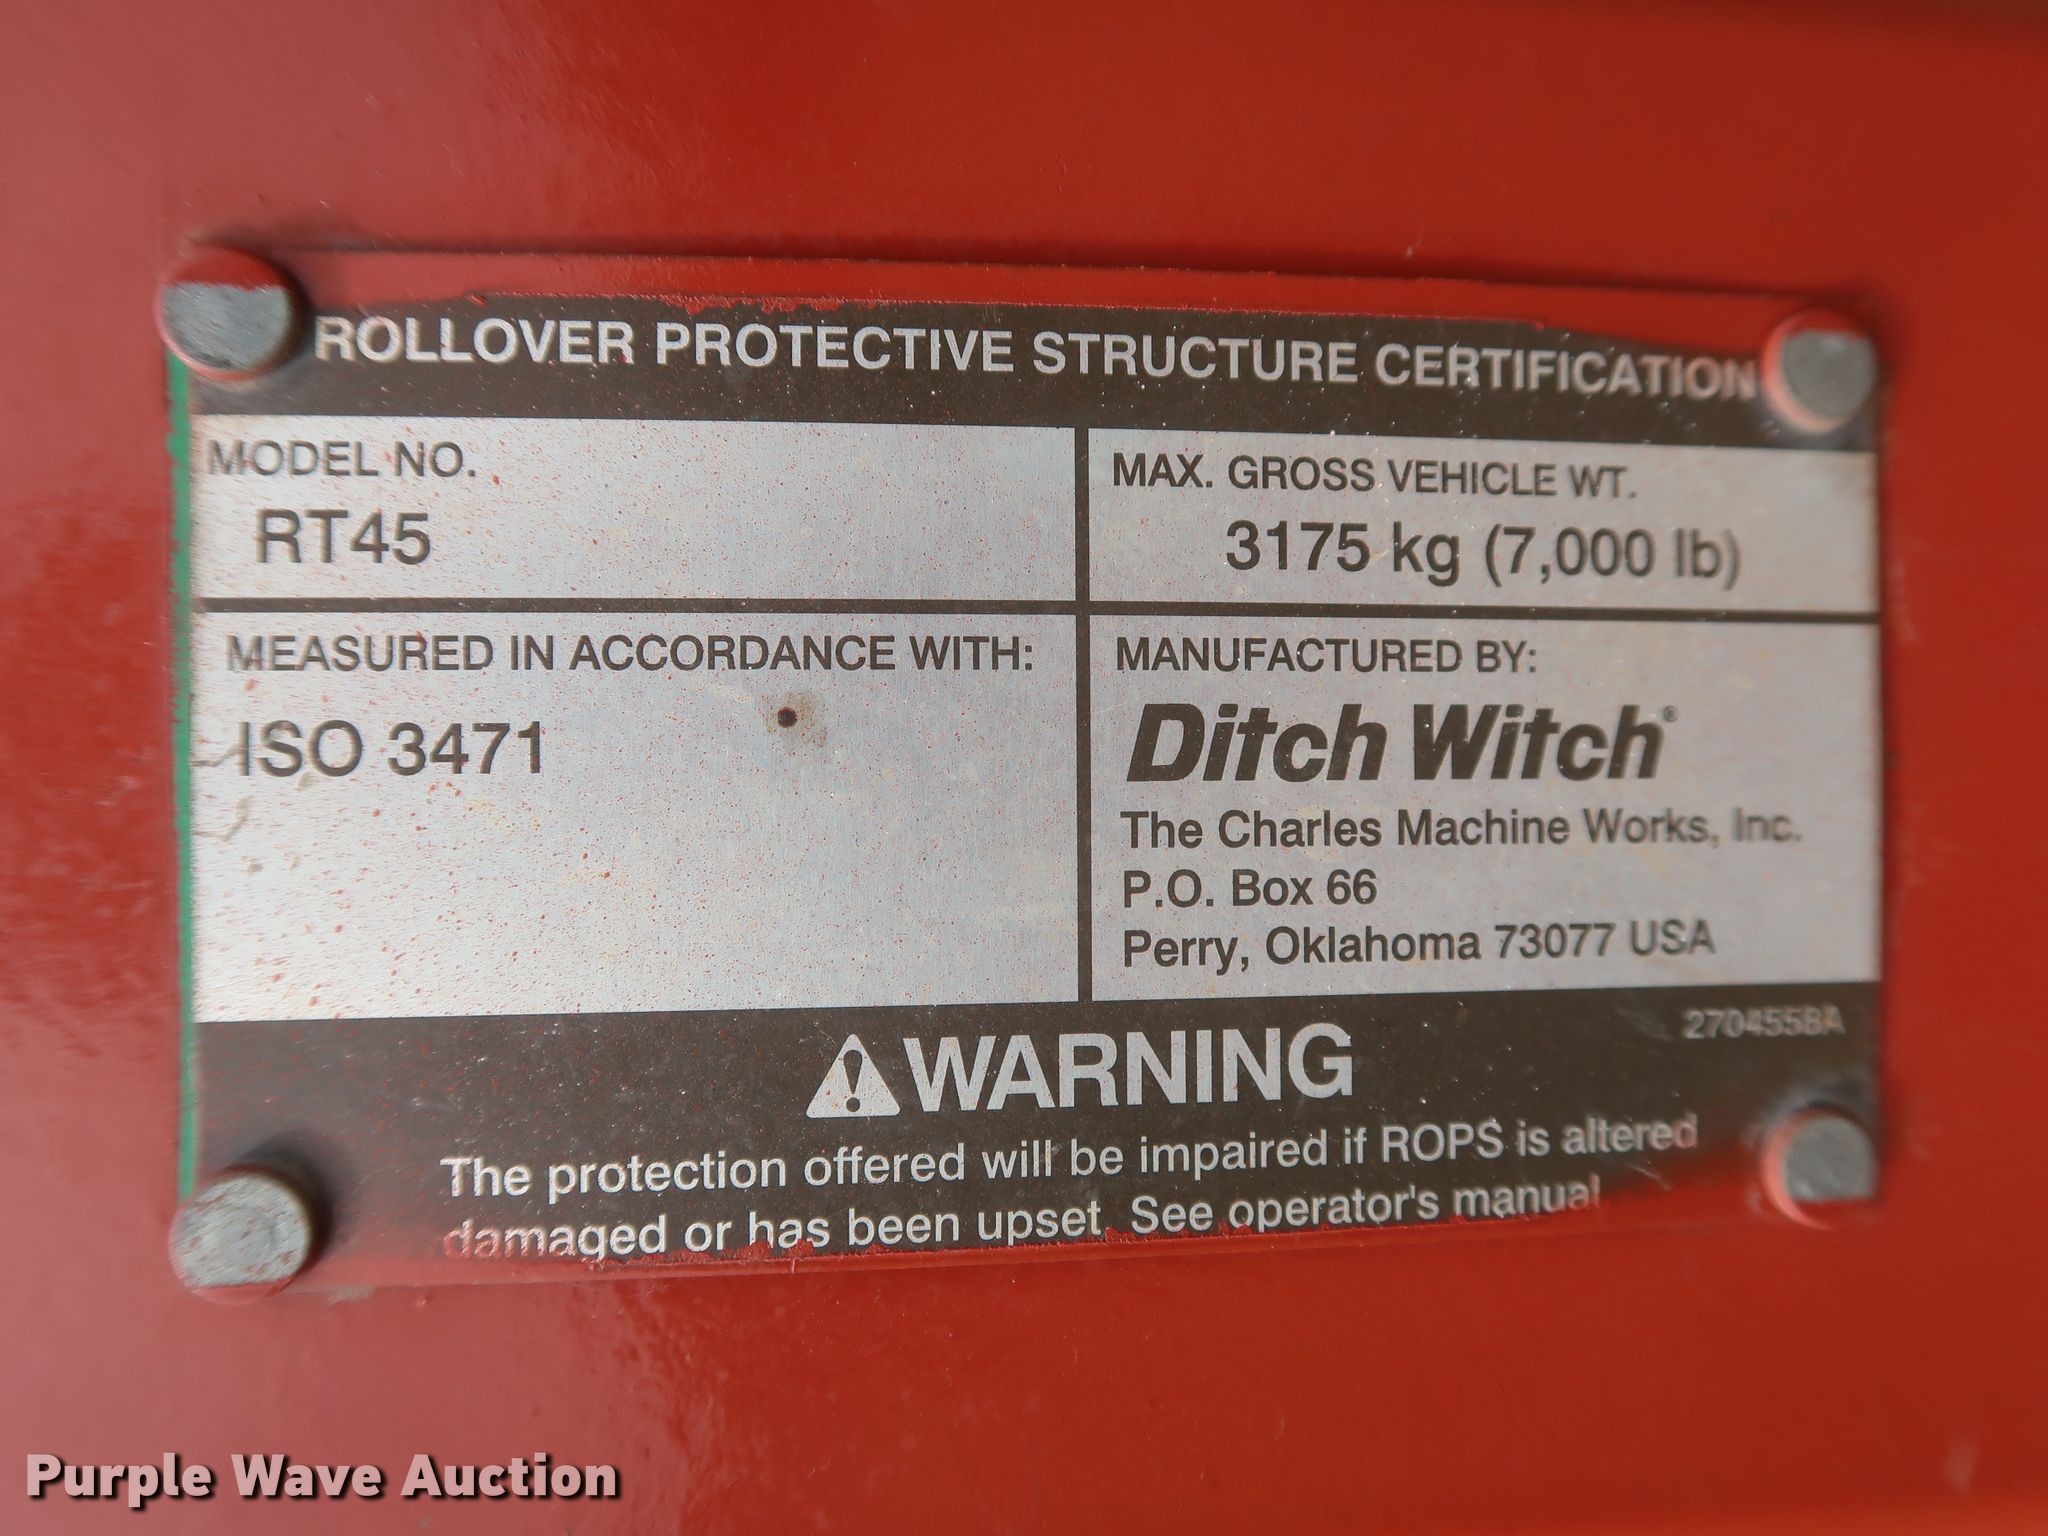 ROLLOVER PROTECTIVE STRUCTURE CERTIFICATION
MODEL NO.
RT45
MAX. GROSS VEHICLE WT.
3175 kg (7,000 lb)
MEASURED IN ACCORDANCE WITH:
ISO 3471
MANUFACTURED BY:
Ditch Witch®
The Charles Machine Works, Inc.
P.O. Box 66
Perry, Oklahoma 73077 USA
2704558A
WARNING
The protection offered will be impaired if ROPS is altered
damaged or has been upset. See operator's manual
Purple Wave Auction